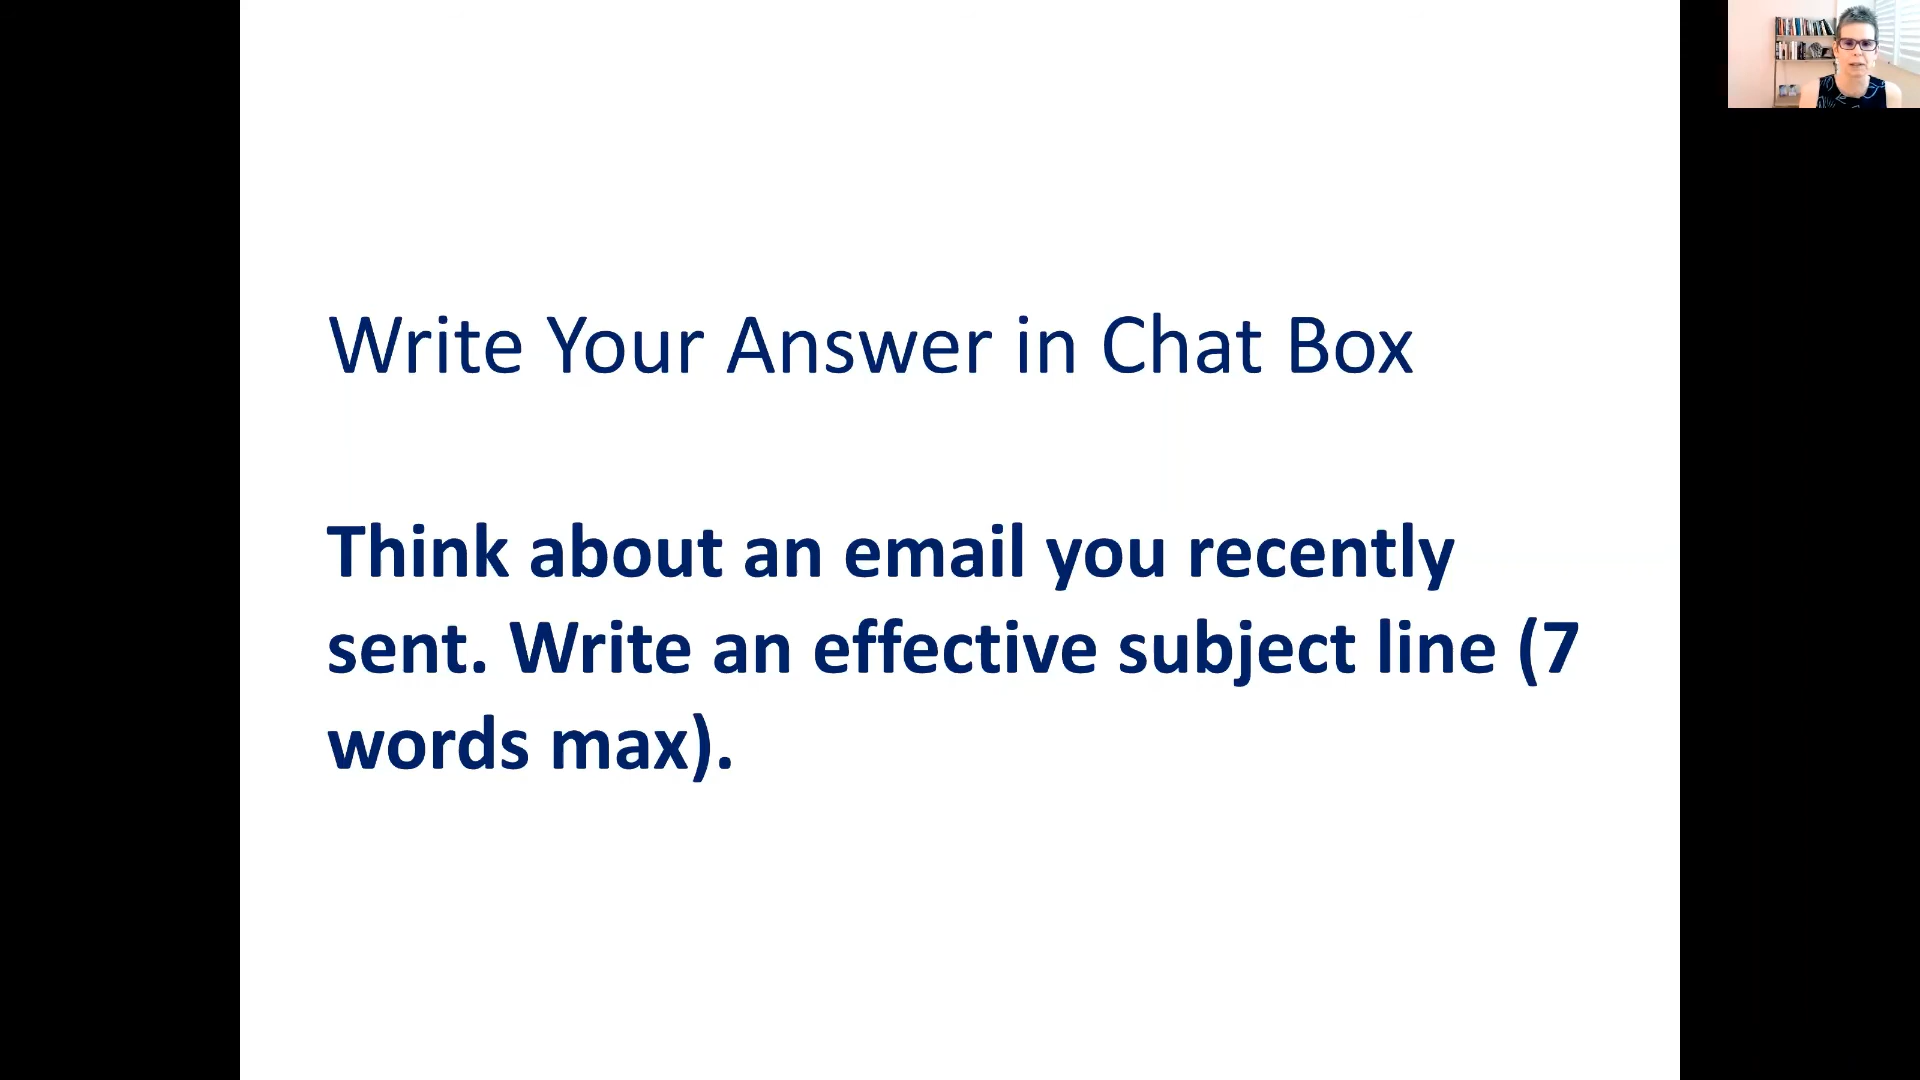 Write Your Answer in Chat Box
Think about an email you recently
sent. Write an effective subject line (7
words max).